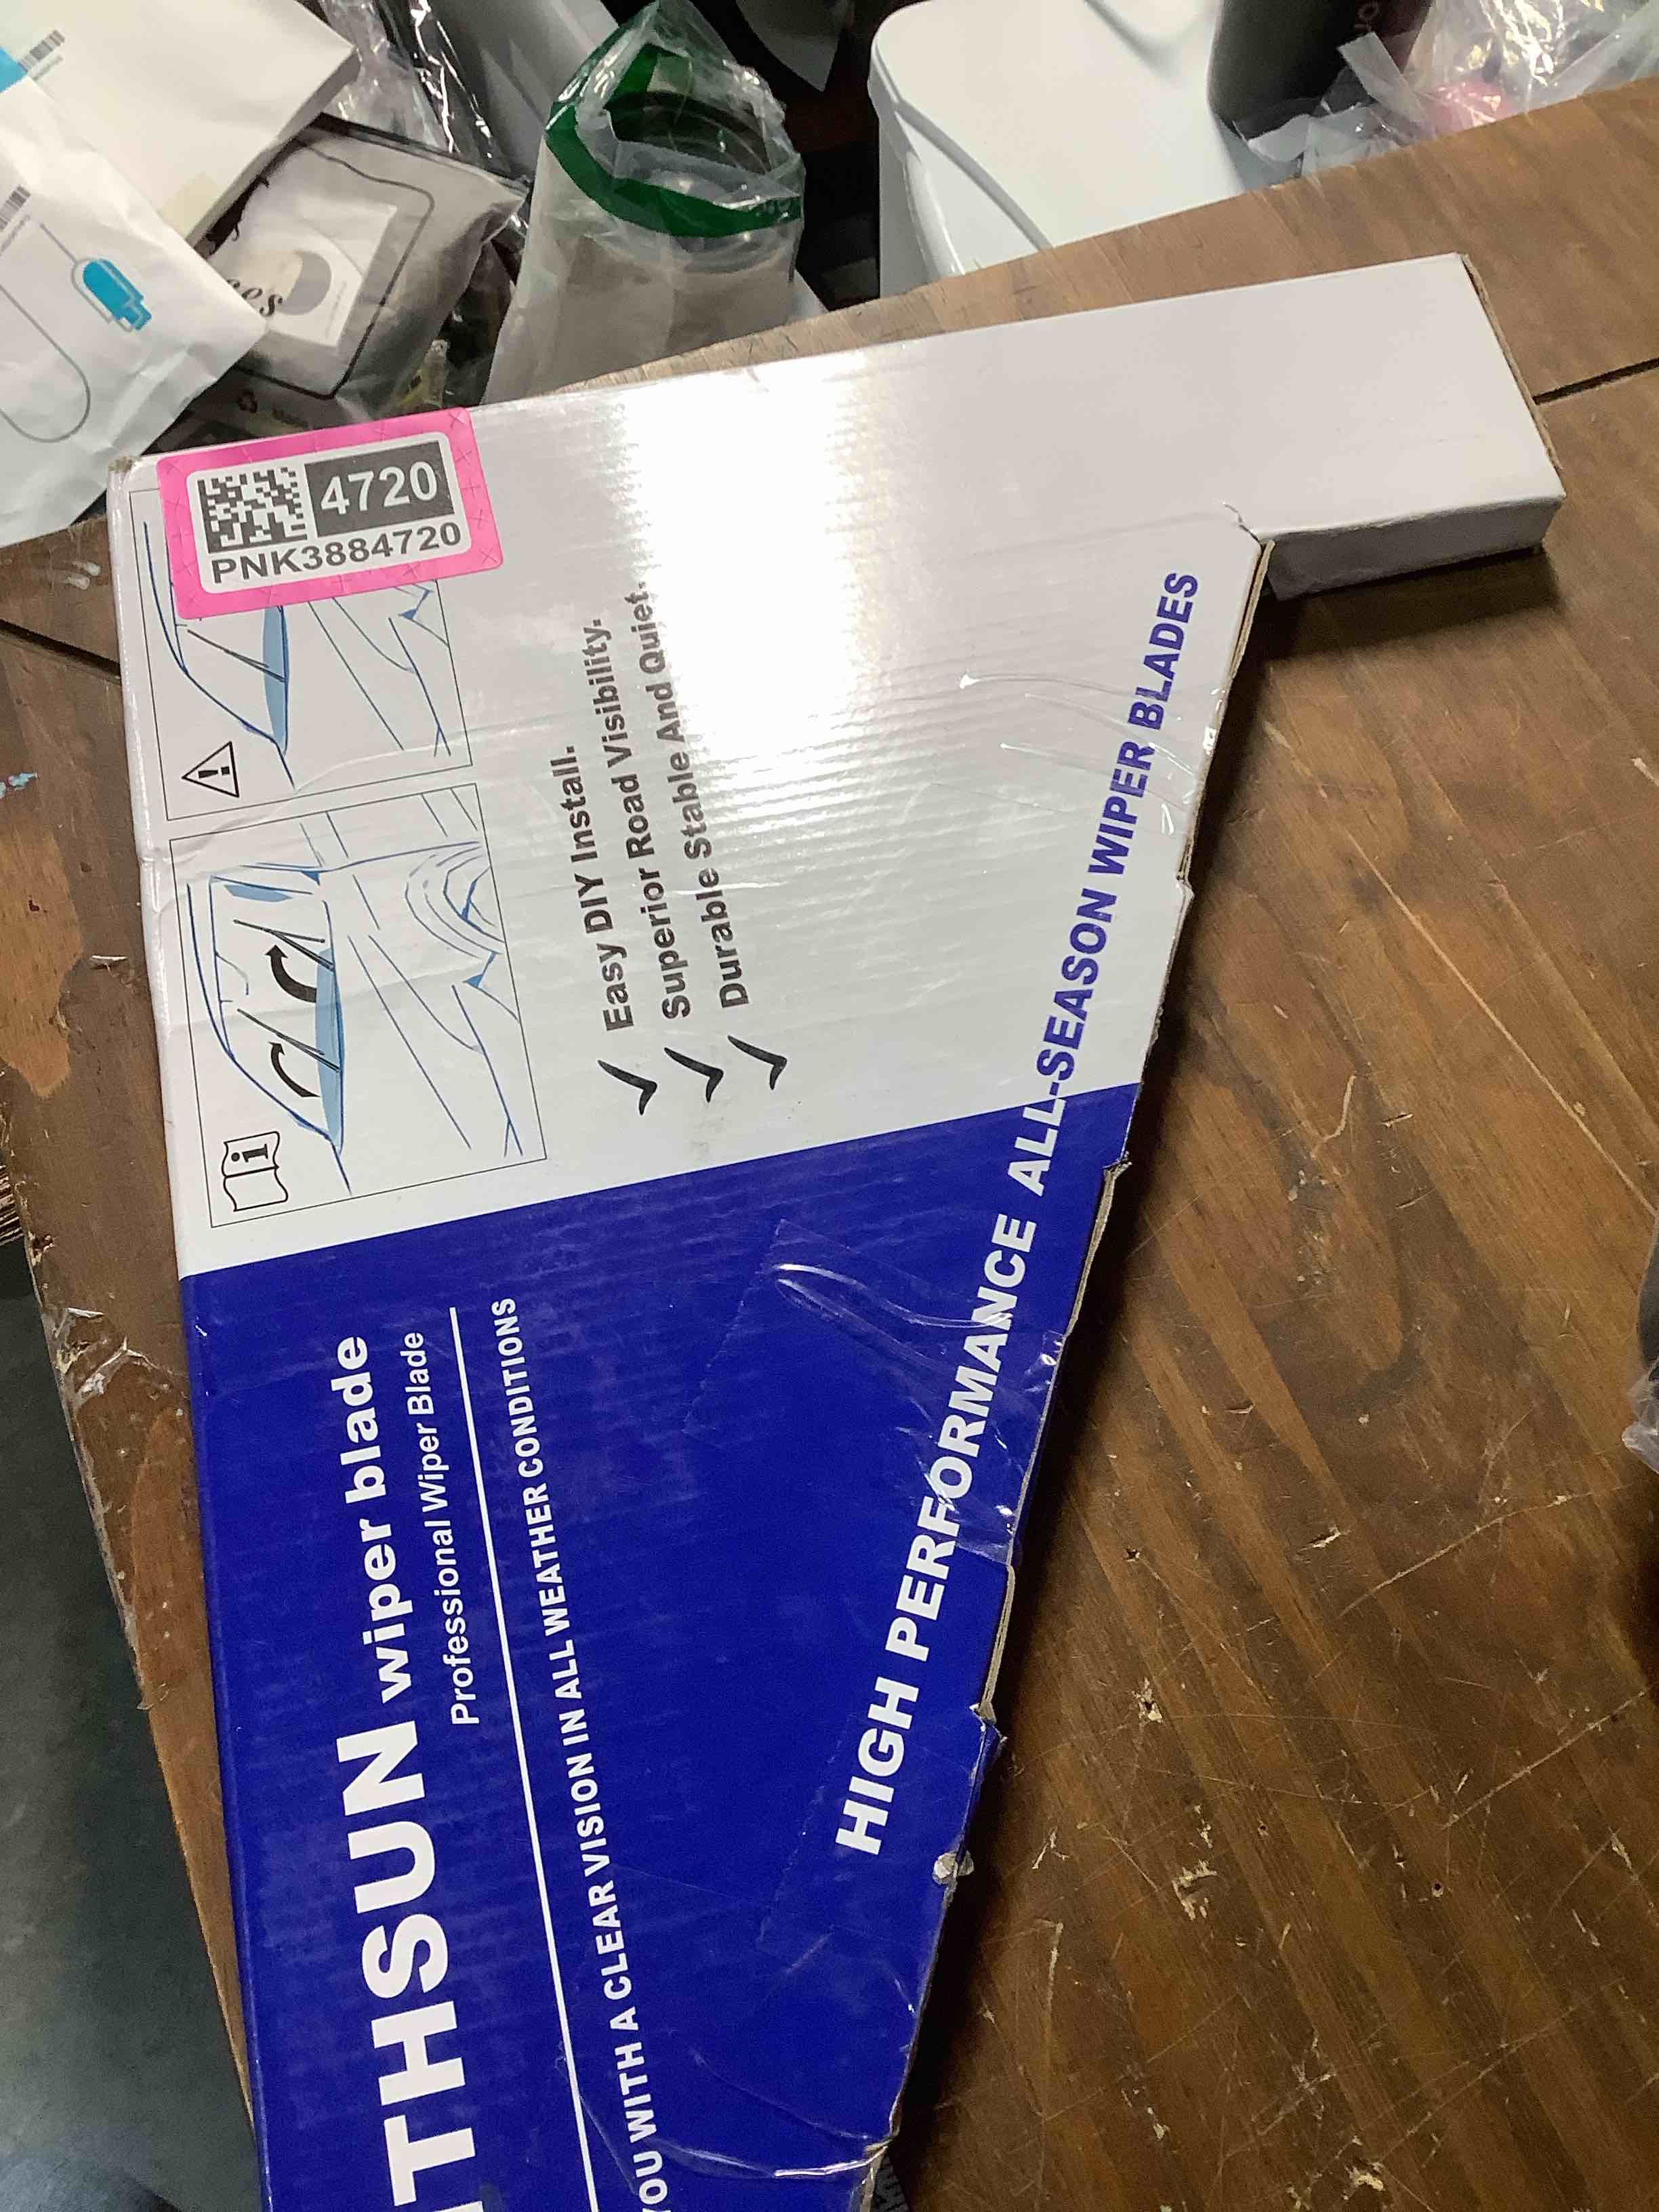 4720
PNK3884720
Easy DIY Install.
Superior Road Visibility.
Durable Stable And Quiet.
THSUN wiper blade
Professional Wiper Blade
YOU WITH A CLEAR VISION IN ALL WEATHER CONDITIONS
HIGH PERFORMANCE ALL-SEASON WIPER BLADES